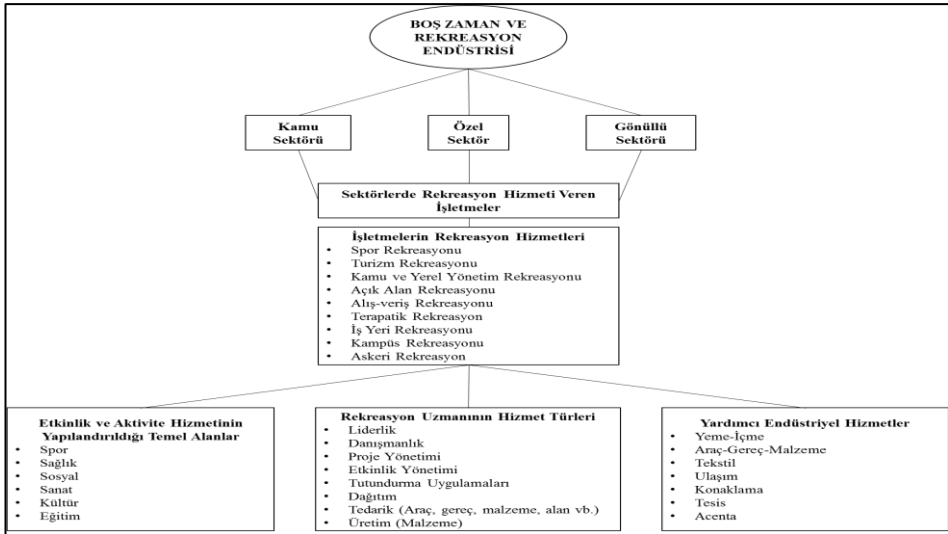 BOŞ ZAMAN VE
REKREASYON
ENDÜSTRİSİ
Kamu
Sektörü
Özel
Sektör
Gönüllü
Sektörü
Sektörlerde Rekreasyon Hizmeti Veren
İşletmeler
İşletmelerin Rekreasyon Hizmetleri
• Spor Rekreasyonu
• Turizm Rekreasyonu
• Kamu ve Yerel Yönetim Rekreasyonu
• Açık Alan Rekreasyonu
• Alış-veriş Rekreasyonu
• Terapatik Rekreasyon
• İş Yeri Rekreasyonu
• Kampüs Rekreasyonu
• Askeri Rekreasyon
Etkinlik ve Aktivite Hizmetinin
Yapılandırıldığı Temel Alanlar
• Spor
• Sağlık
• Sosyal
• Sanat
• Kültür
• Eğitim
Rekreasyon Uzmanının Hizmet Türleri
• Liderlik
• Danışmanlık
• Proje Yönetimi
• Etkinlik Yönetimi
• Tutundurma Uygulamaları
• Dağıtım
• Tedarik (Araç, gereç, malzeme, alan vb.)
• Üretim (Malzeme)
Yardımcı Endüstriyel Hizmetler
• Yeme-İçme
• Araç-Gereç-Malzeme
• Tekstil
• Ulaşım
• Konaklama
• Tesis
• Acenta